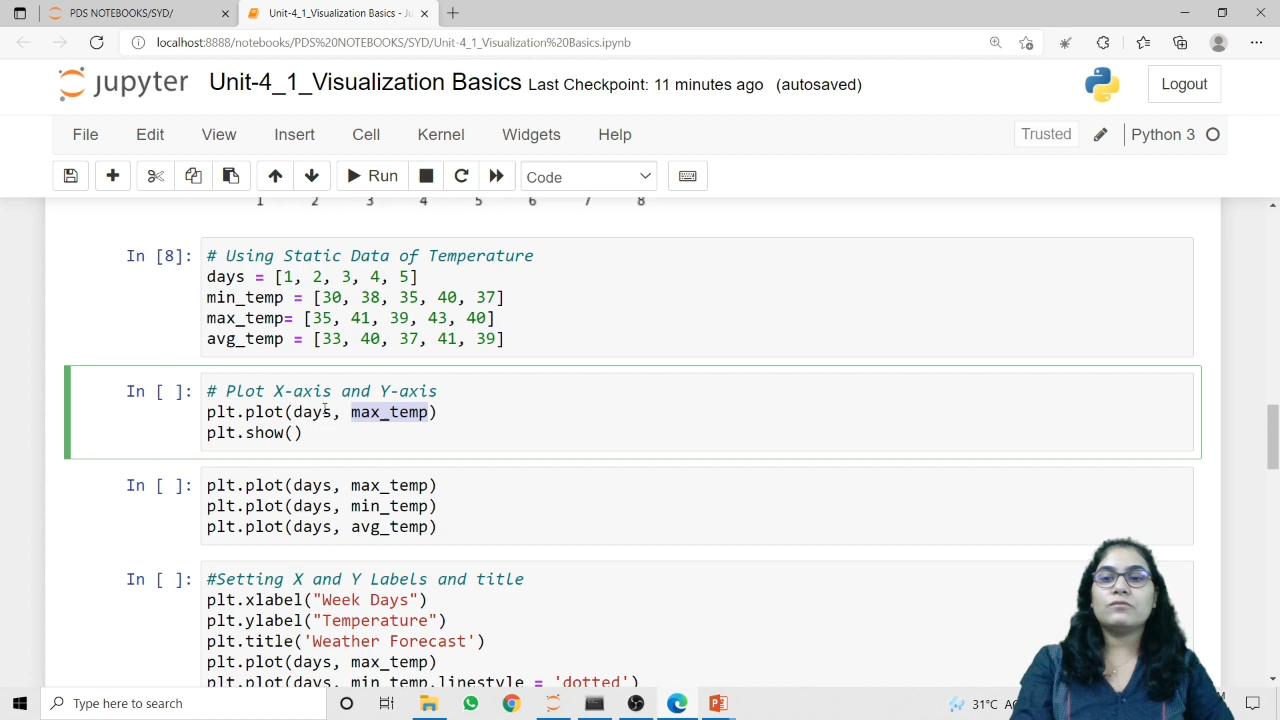 PDS NOTEBOOKS/SYD/
Unit-4_1_Visualization Basics - Ju
localhost:8888/notebooks/PDS%20NOTEBOOKS/SYD/Unit-4_1_Visualization%20Basics.ipynb
jupyter Unit-4_1_Visualization Basics Last Checkpoint: 11 minutes ago (autosaved) Logout
File Edit View Insert Cell Kernel Widgets Help Trusted Python 3
Run Code
1 2 3 4 5 6 7 8
In [8]: # Using Static Data of Temperature
days = [1, 2, 3, 4, 5]
min_temp = [30, 38, 35, 40, 37]
max_temp= [35, 41, 39, 43, 40]
avg_temp = [33, 40, 37, 41, 39]
In [ ]: # Plot X-axis and Y-axis
plt.plot(days, max_temp)
plt.show()
In [ ]: plt.plot(days, max_temp)
plt.plot(days, min_temp)
plt.plot(days, avg_temp)
In [ ]: #Setting X and Y Labels and title
plt.xlabel("Week Days")
plt.ylabel("Temperature")
plt.title('Weather Forecast')
plt.plot(days, max_temp)
plt.plot(days, min_temp,linestyle = 'dotted')
Type here to search
31°C